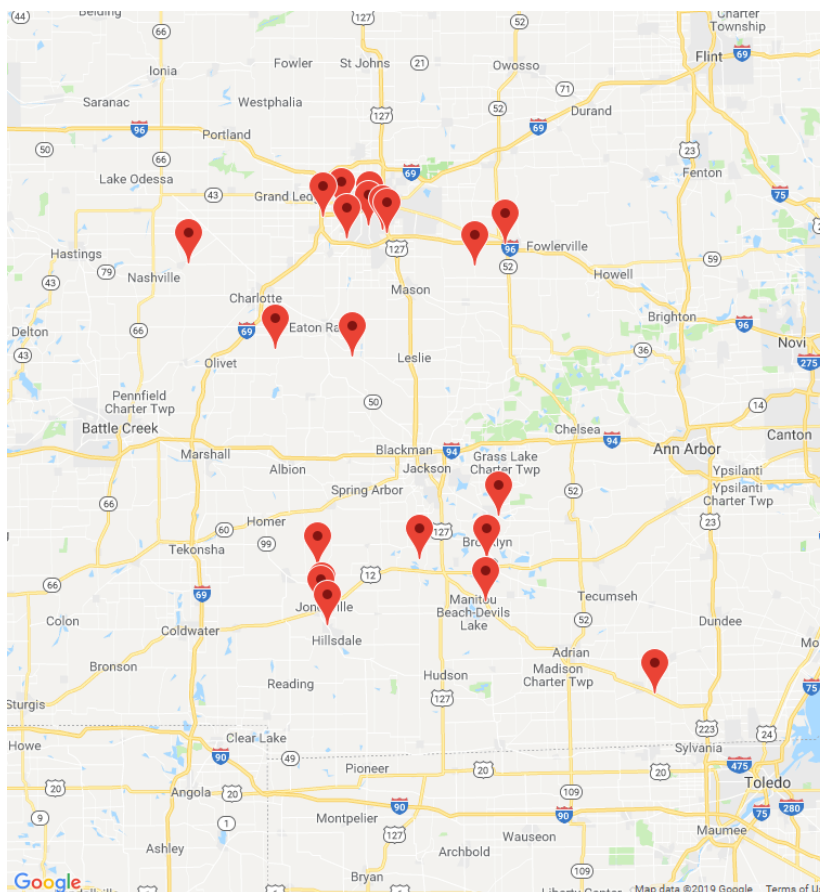 Belding
44
127
52
Charter
Township
66
69
Flint
Ionia
Fowler
St Johns
21
Owosso
Saranac
Westphalia
52
71
Durand
127
96
Portland
69
23
50
66
Lake Odessa
43
Grand Led
69
Fenton
75
Hastings
79
43
Nashville
127
96
52
Fowlerville
59
Howell
Charlotte
Mason
Delton
66
69
Eaton Ra
Brighton
96
Novi
43
Olivet
Leslie
36
275
Pennfield
Charter Twp
50
14
Battle Creek
Chelsea
Canton
Marshall
Blackman
94
94
Ann Arbor
Albion
Jackson
Grass Lake
Charter Twp
Ypsilanti
Spring Arbor
52
Ypsilanti
Charter Twp
66
60
Homer
23
99
127
Brooklyn
Tekonsha
12
66
69
Colon
Jonesville
Manitou
Beach-Devils
Lake
Tecumseh
Dundee
Coldwater
Hillsdale
52
Bronson
Adrian
Madison
Charter Twp
Mo
Reading
Hudson
75
Sturgis
127
Howe
Clear Lake
223
24
90
49
Sylvania
Pioneer
20
20
475
Toledo
20
Angola
20
109
90
90
75
280
9
1
Montpelier
127
Wauseon
Maumee
Ashley
Archbold
109
Bryan
Google
Map data ©2019 Google
Terms of U